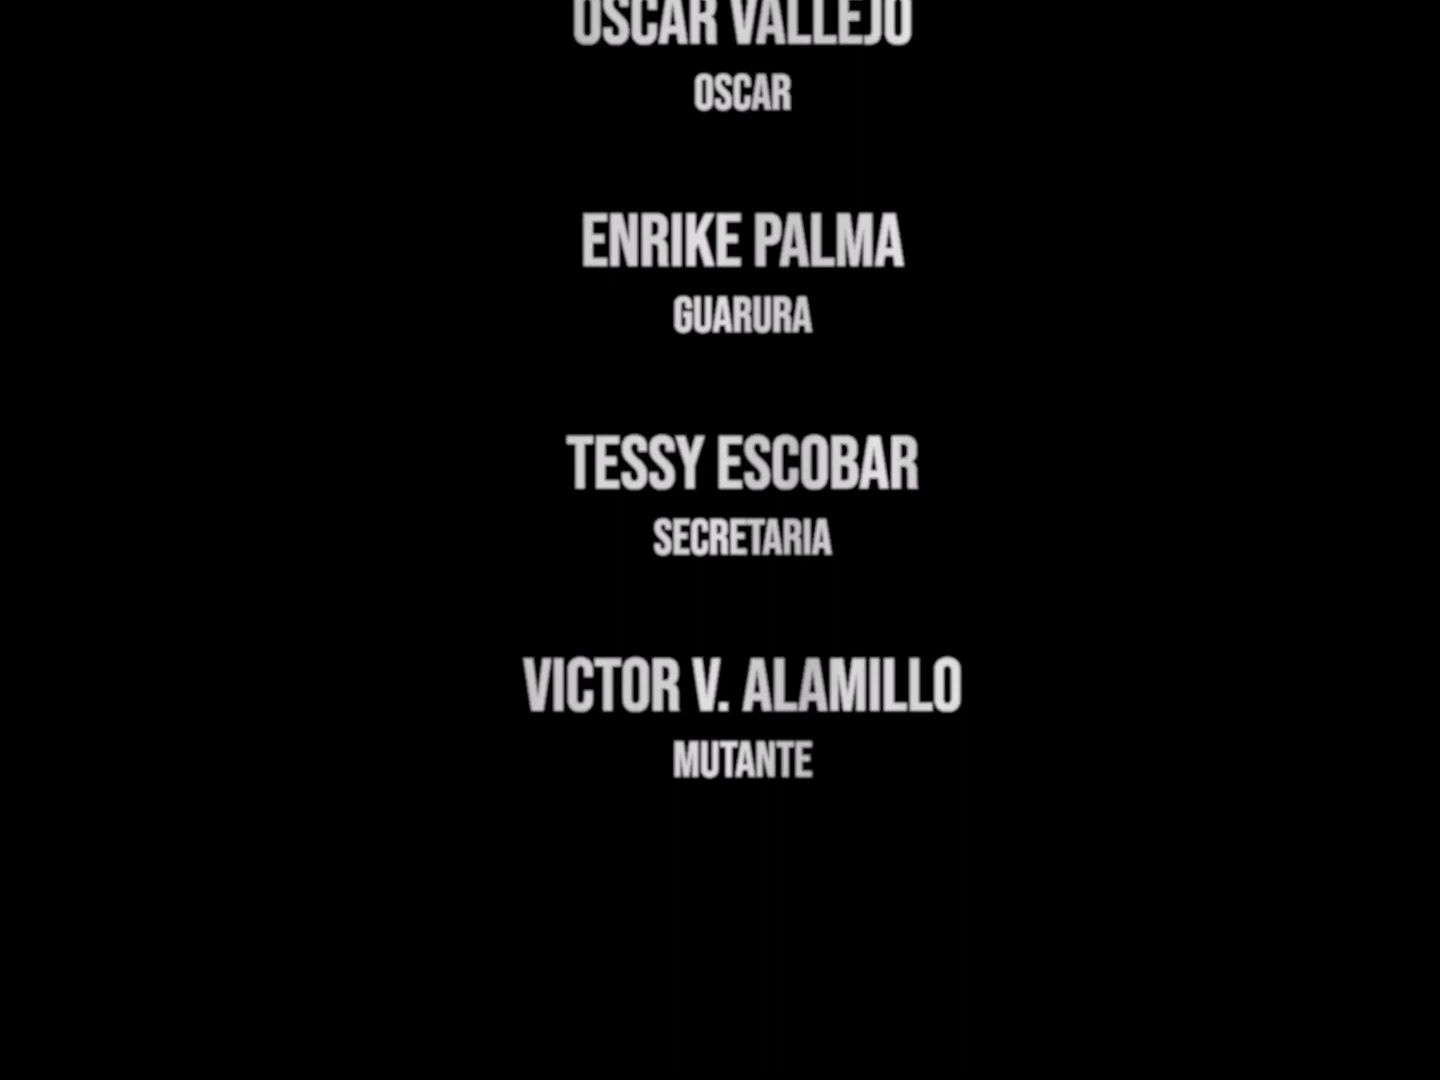 OSCAR VALLEJO
OSCAR
ENRIKE PALMA
GUARURA
TESSY ESCOBAR
SECRETARIA
VICTOR V. ALAMILLO
MUTANTE